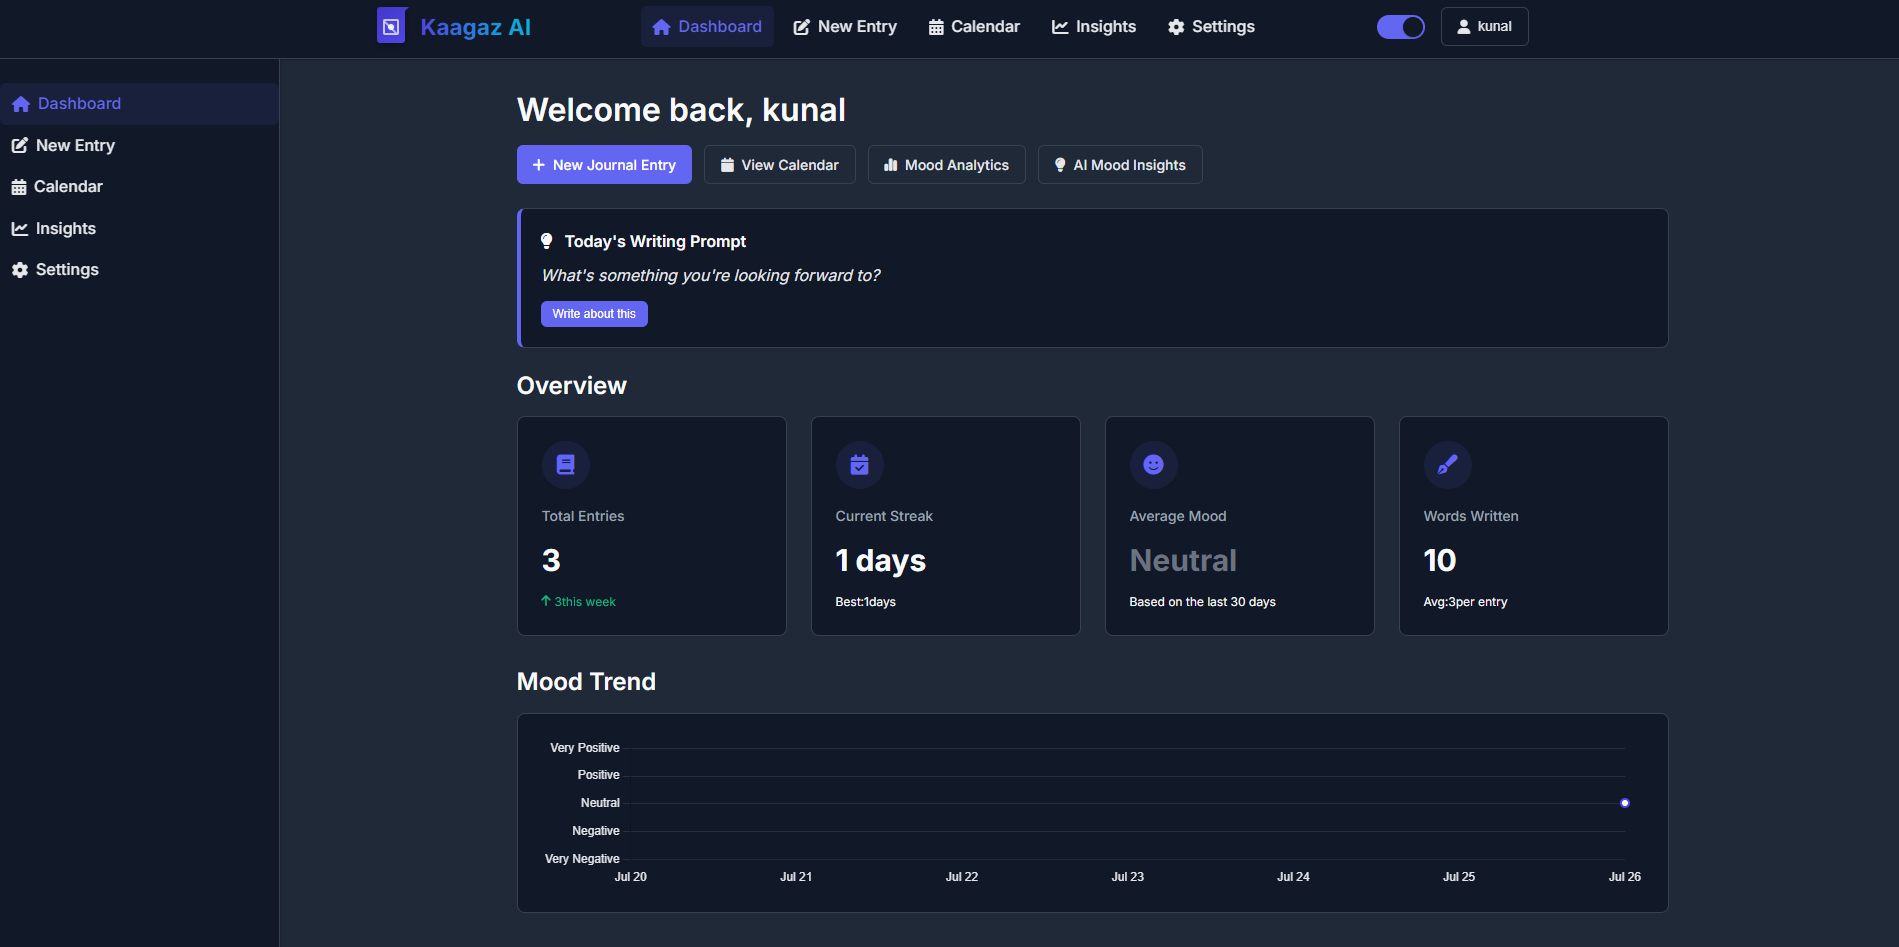 Kaagaz AI
Dashboard
New Entry
Calendar
Insights
Settings
kunal
Dashboard
New Entry
Calendar
Insights
Settings
Welcome back, kunal
New Journal Entry
View Calendar
Mood Analytics
AI Mood Insights
Today's Writing Prompt
What's something you're looking forward to?
Write about this
Overview
Total Entries
3
3this week
Current Streak
1 days
Best:1days
Average Mood
Neutral
Based on the last 30 days
Words Written
10
Avg:3per entry
Mood Trend
Very Positive
Positive
Neutral
Negative
Very Negative
Jul 20 Jul 21 Jul 22 Jul 23 Jul 24 Jul 25 Jul 26